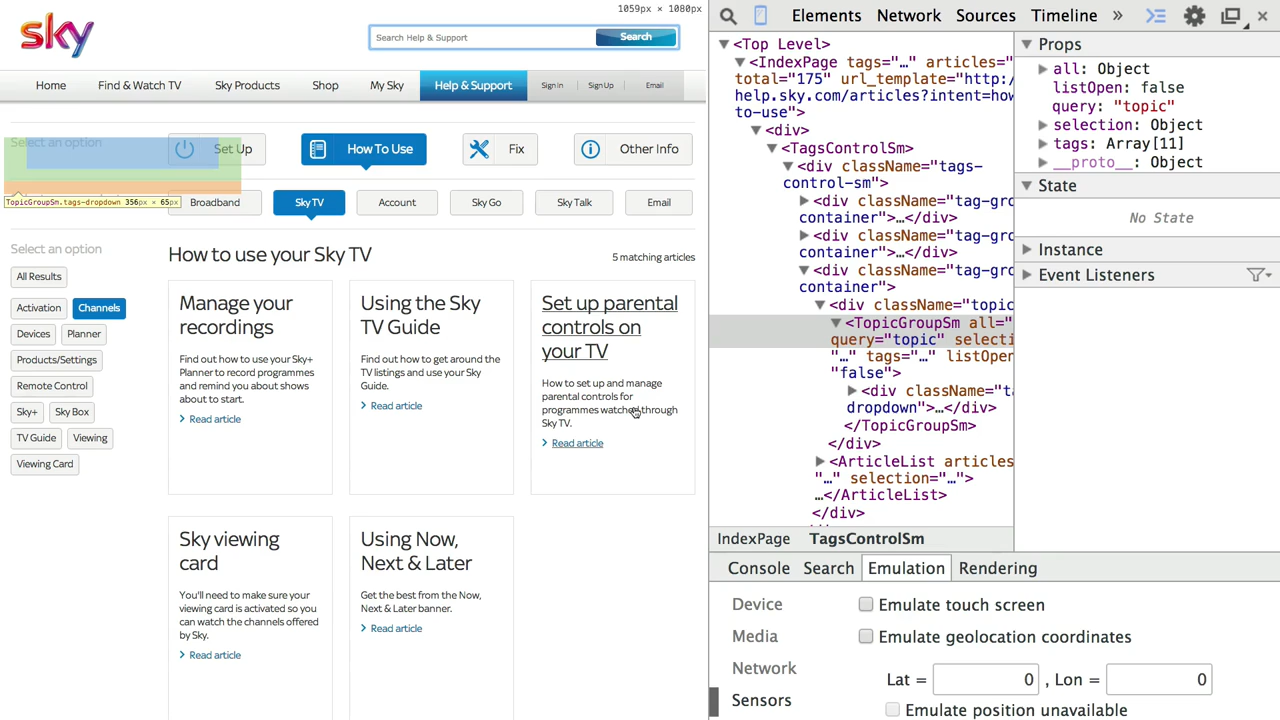 1059px × 1080px
sky
Search Help & Support
Search
Home
Find & Watch TV
Sky Products
Shop
My Sky
Help & Support
Sign In
Sign Up
Email
Select an option
Set Up
How To Use
Fix
Other Info
TopicGroupSm.tags-dropdown 356px × 65px
Broadband
Sky TV
Account
Sky Go
Sky Talk
Email
Select an option
All Results
Activation
Channels
Devices
Planner
Products/Settings
Remote Control
Sky+
Sky Box
TV Guide
Viewing
Viewing Card
How to use your Sky TV
5 matching articles
Manage your
recordings
Find out how to use your Sky+
Planner to record programmes
and remind you about shows
about to start.
Read article
Using the Sky
TV Guide
Find out how to get around the
TV listings and use your Sky
Guide.
Read article
Set up parental
controls on
your TV
How to set up and manage
parental controls for
programmes watched through
Sky TV.
Read article
Sky viewing
card
You'll need to make sure your
viewing card is activated so you
can watch the channels offered
by Sky.
Read article
Using Now,
Next & Later
Get the best from the Now,
Next & Later banner.
Read article
Elements
Network
Sources
Timeline
»
<Top Level>
<IndexPage tags="…" articles=
total="175" url_template="http:/
help.sky.com/articles?intent=how
to-use">
<div>
<TagsControlSm>
<div className="tags-
control-sm">
<div className="tag-gro
container">…</div>
<div className="tag-gro
container">…</div>
<div className="tag-gro
container">
<div className="topic
<TopicGroupSm all="
query="topic" selecti
"…" tags="…" listOpen
"false">
<div className="ta
dropdown">…</div>
</TopicGroupSm>
</div>
<ArticleList articles
"…" selection="…">
…</ArticleList>
</div>
</div>
IndexPage
TagsControlSm
Props
all: Object
listOpen: false
query: "topic"
selection: Object
tags: Array[11]
__proto__: Object
State
No State
Instance
Event Listeners
Console
Search
Emulation
Rendering
Device
Media
Network
Sensors
Emulate touch screen
Emulate geolocation coordinates
Lat = 0 , Lon = 0
Emulate position unavailable